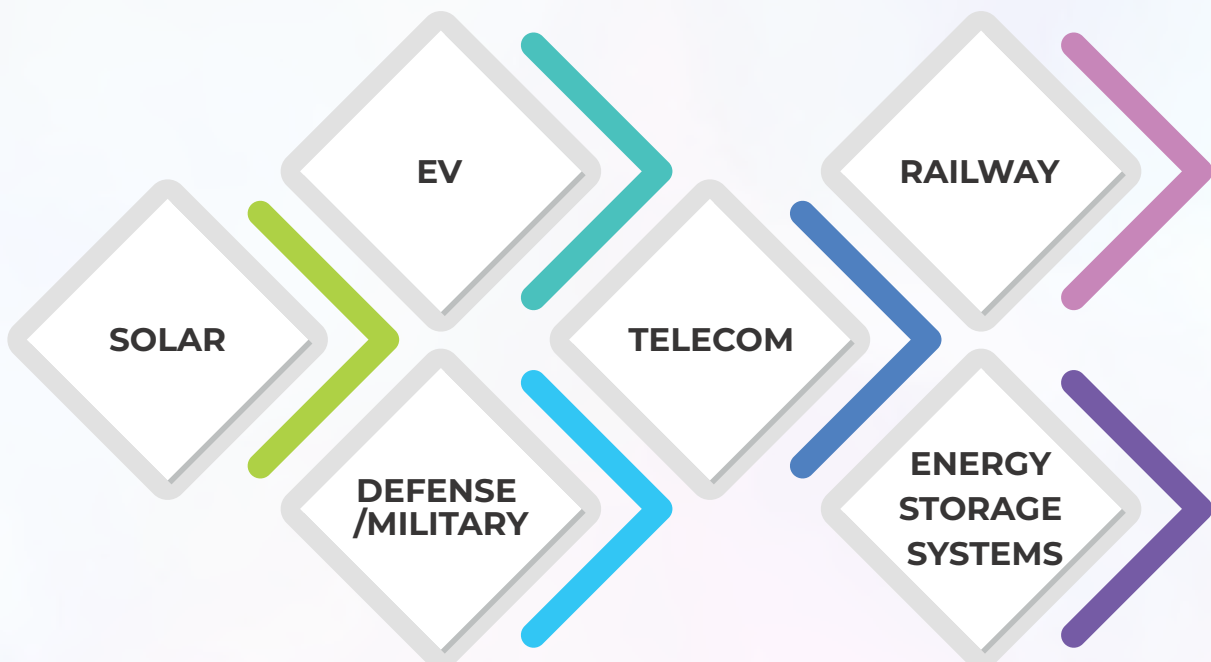 EV
RAILWAY
SOLAR
TELECOM
DEFENSE
/MILITARY
ENERGY
STORAGE
SYSTEMS